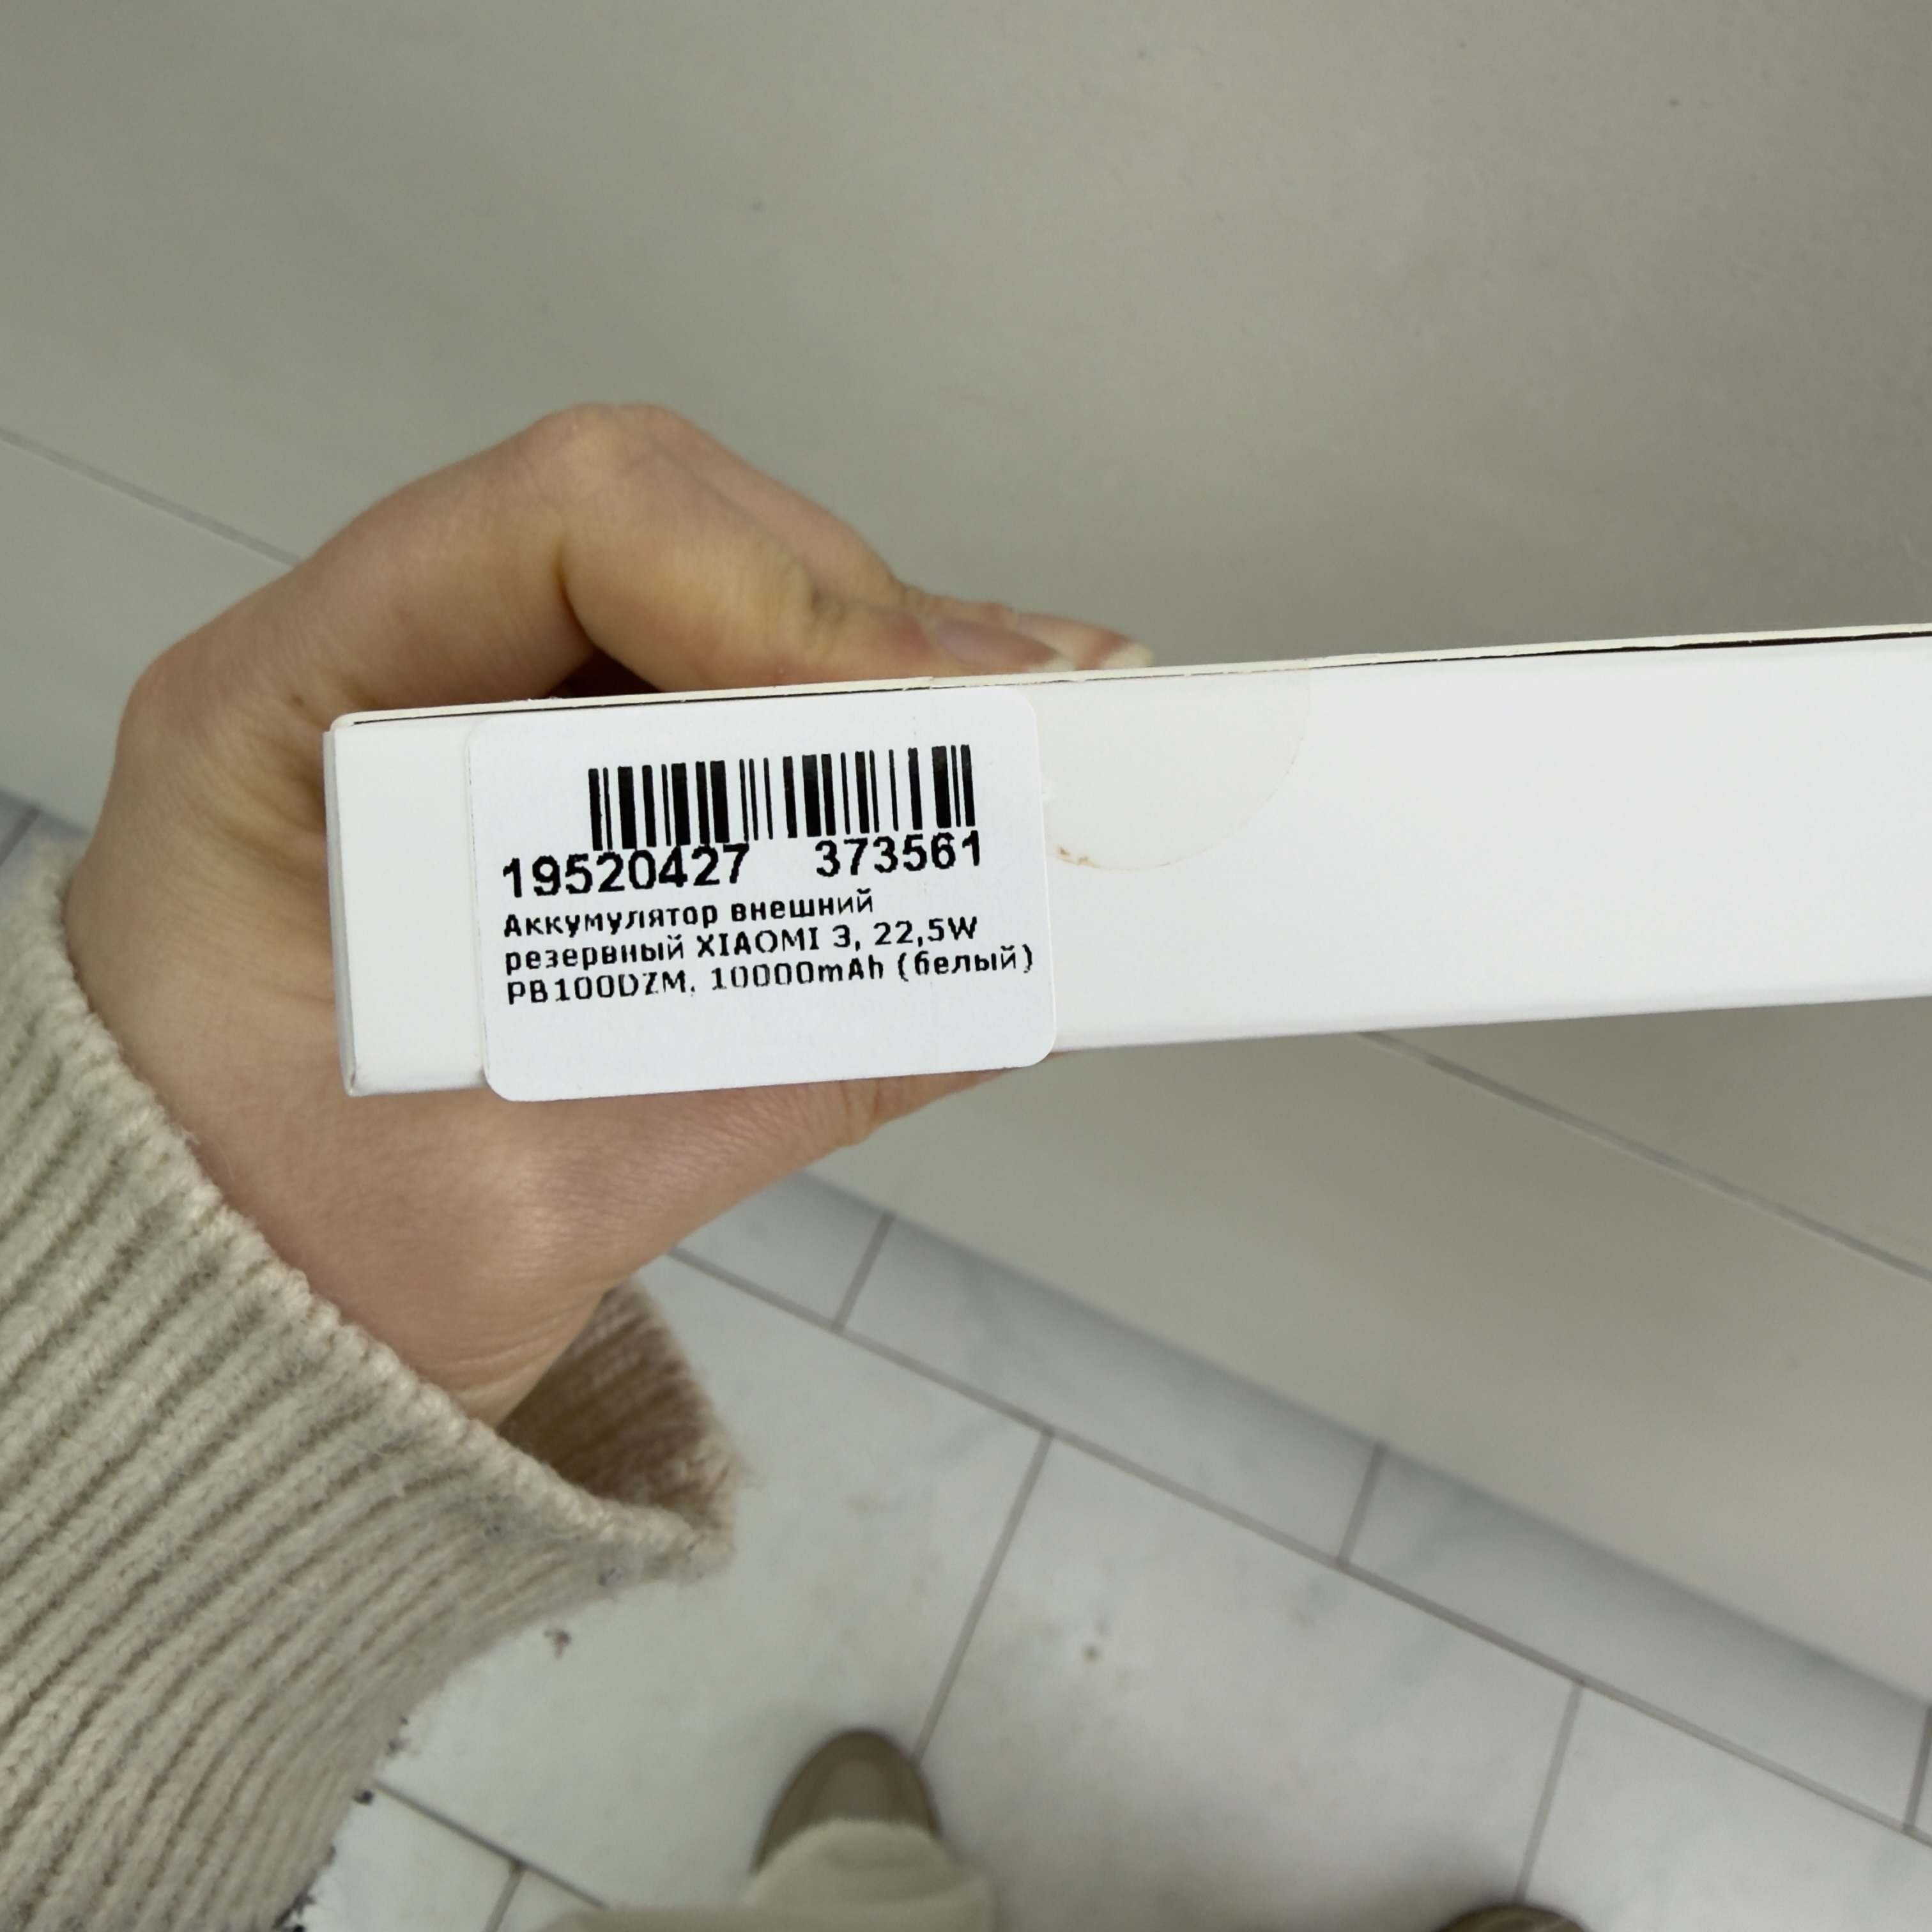 19520427 373561
Аккумулятор внешний
резервный XIAOMI 3, 22,5W
PB100DZM, 10000mAh (белый)